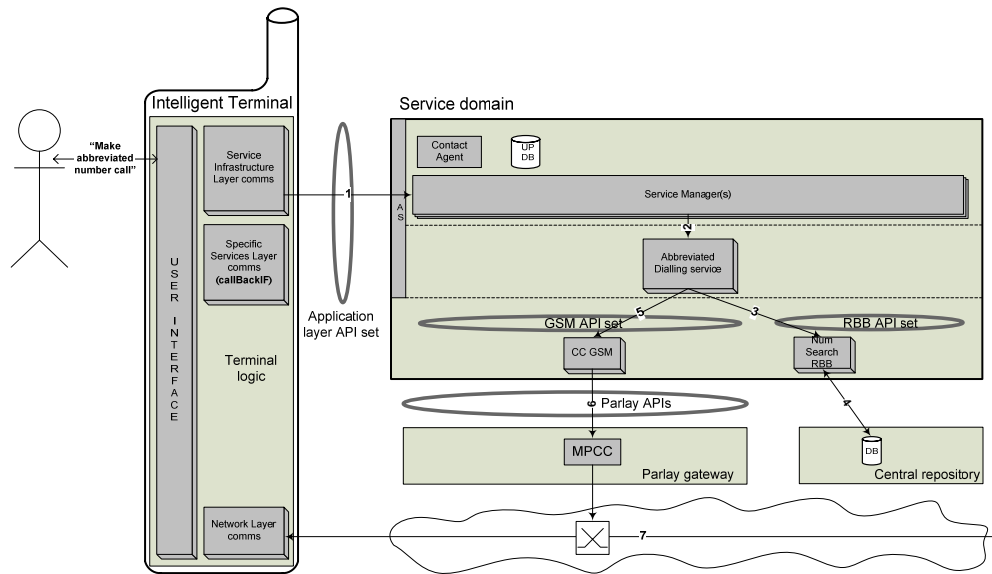 Intelligent Terminal
Service domain
“Make
abbreviated
number call”
Service
Infrastructure
Layer comms
Contact
Agent
UP
DB
1
A
S
Service Manager(s)
2
Specific
Services Layer
comms
(callBackIF)
Abbreviated
Dialling service
USER INTERFACE
Application
layer API set
5
3
GSM API set
RBB API set
Terminal
logic
CC GSM
Num
Search
RBB
6
Parlay APIs
4
MPCC
DB
Parlay gateway
Central repository
Network Layer
comms
7